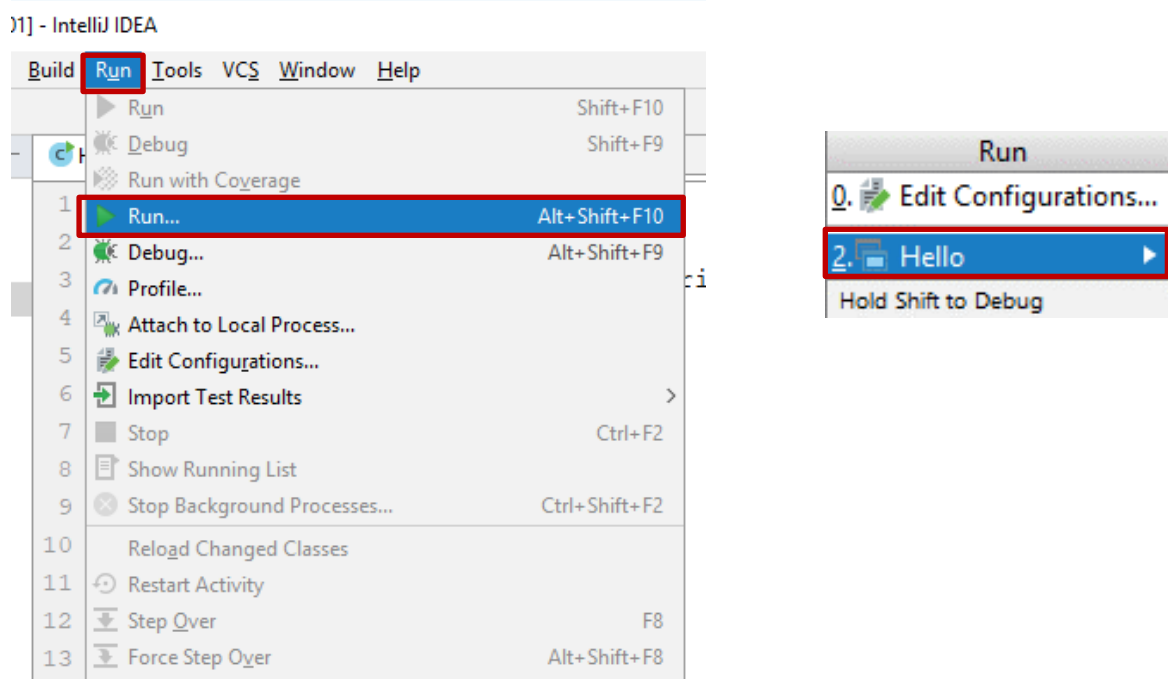 01] - IntelliJ IDEA
Build Run Tools VCS Window Help
Run Shift+F10
Debug Shift+F9
Run with Coverage
1
Run... Alt+Shift+F10
2
Debug... Alt+Shift+F9
3
Profile...
4
Attach to Local Process...
5
Edit Configurations...
6
Import Test Results
7
Stop Ctrl+F2
8
Show Running List
9
Stop Background Processes... Ctrl+Shift+F2
10
Reload Changed Classes
11
Restart Activity
12
Step Over F8
13
Force Step Over Alt+Shift+F8
Run
0. Edit Configurations...
2. Hello
Hold Shift to Debug